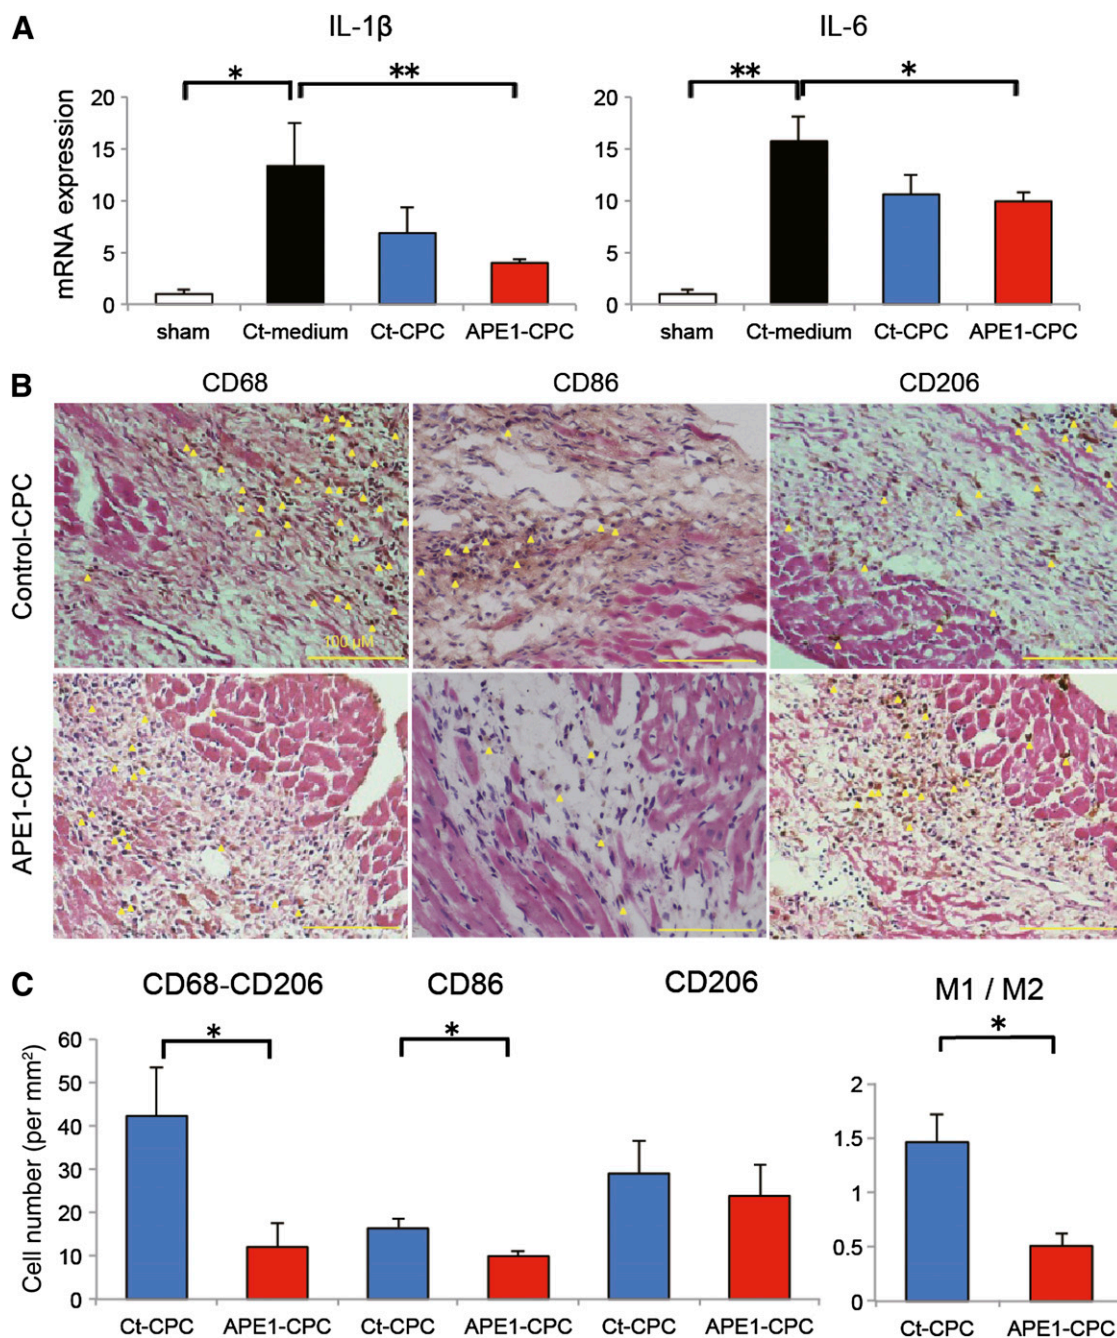 A
IL-1β
IL-6
* **
** *
mRNA expression
20
15
10
5
0
sham Ct-medium Ct-CPC APE1-CPC
20
15
10
5
0
sham Ct-medium Ct-CPC APE1-CPC
B
CD68 CD86 CD206
Control-CPC
100 µM
APE1-CPC
C
CD68-CD206 CD86 CD206 M1 / M2
* * *
Cell number (per mm²)
60
50
40
30
20
10
0
Ct-CPC APE1-CPC Ct-CPC APE1-CPC Ct-CPC APE1-CPC
2
1.5
1
0.5
0
Ct-CPC APE1-CPC